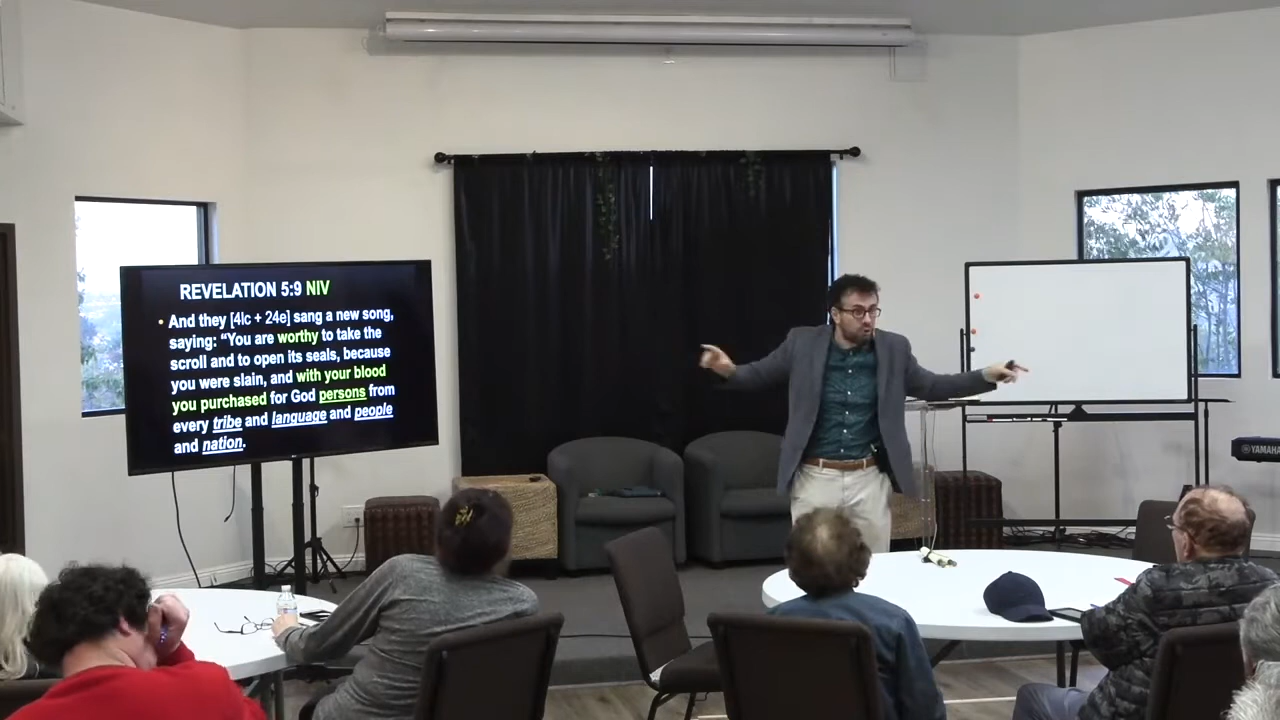 REVELATION 5:9 NIV
• And they [4lc + 24e] sang a new song,
saying: “You are worthy to take the
scroll and to open its seals, because
you were slain, and with your blood
you purchased for God persons from
every tribe and language and people
and nation.
YAMAHA